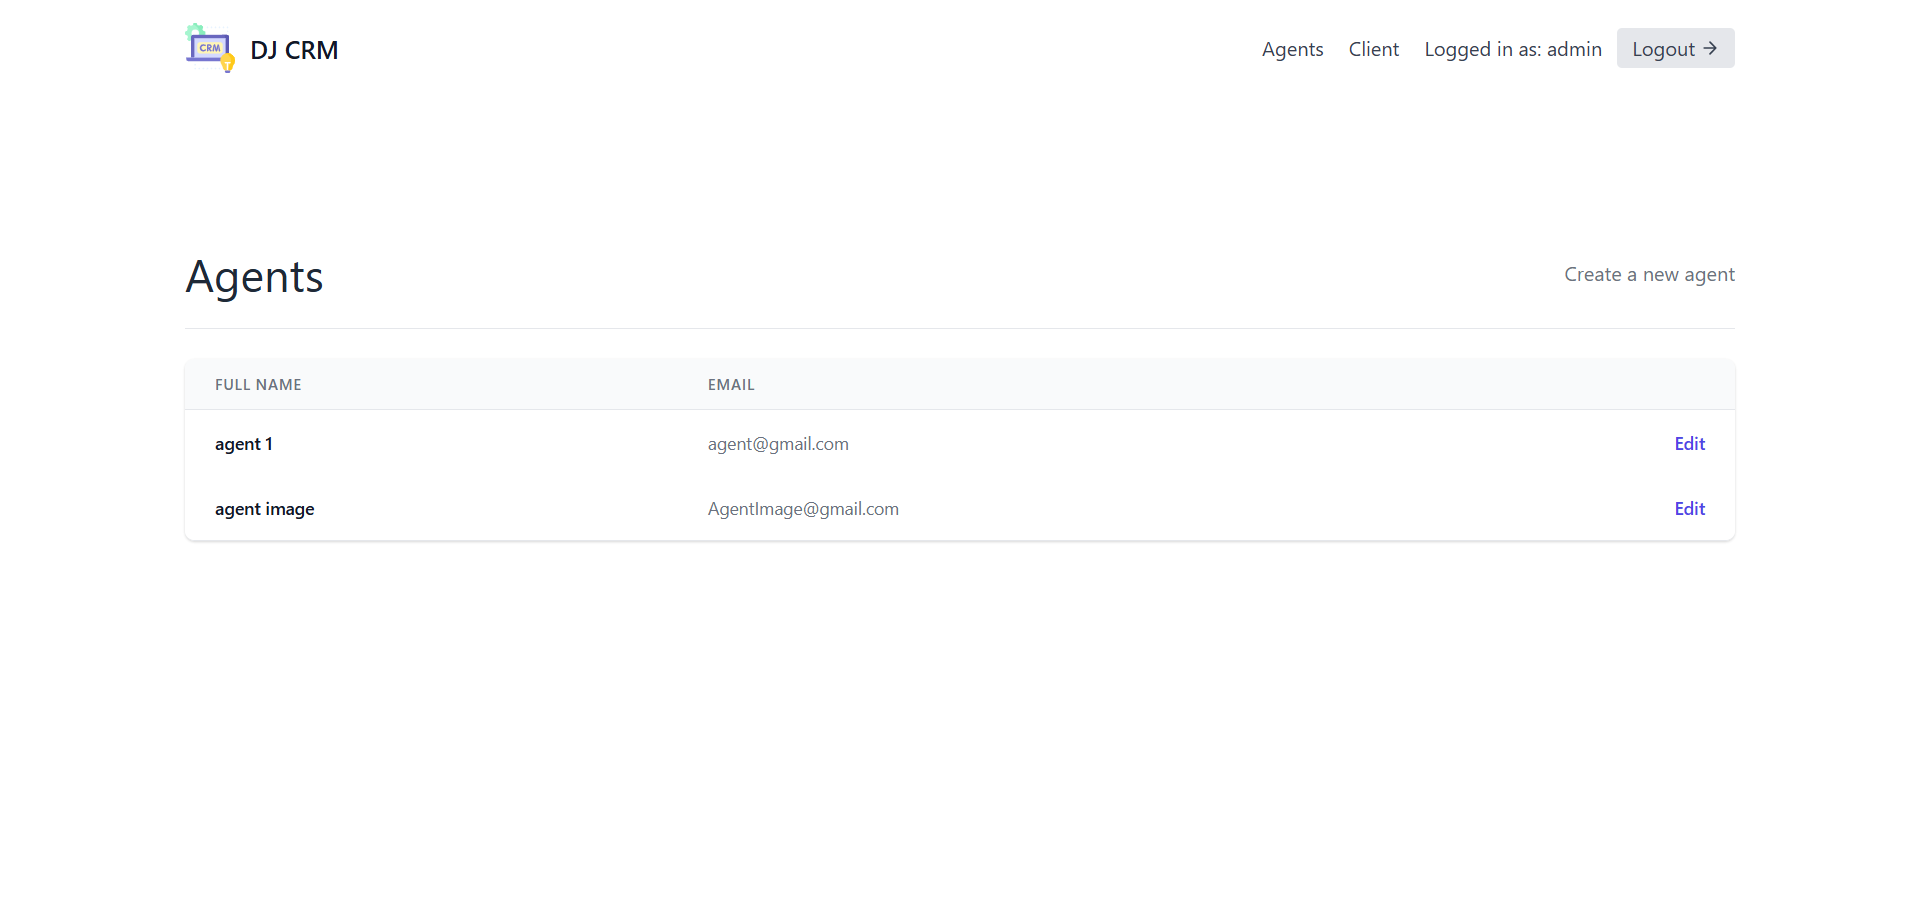 CRM
DJ CRM
Agents
Client
Logged in as: admin
Logout →
Agents
Create a new agent
FULL NAME
EMAIL
agent 1
agent@gmail.com
Edit
agent image
AgentImage@gmail.com
Edit